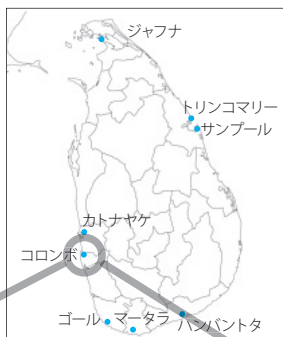 ジャフナ
トリンコマリー
サンプール
カトナヤケ
コロンボ
ゴール
マータラ
ハンバントタ